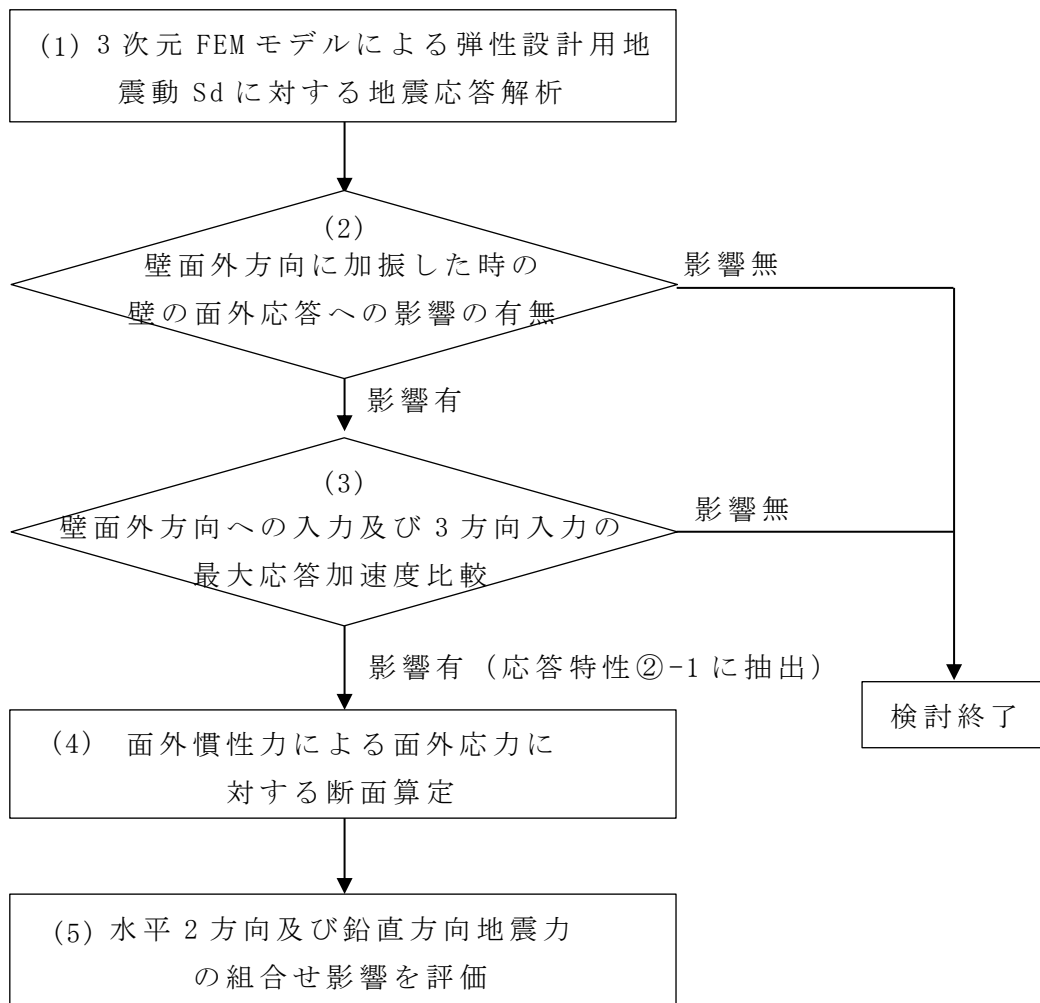 (1) 3次元FEMモデルによる弾性設計用地
震動Sdに対する地震応答解析
(2)
壁面外方向に加振した時の
壁の面外応答への影響の有無
影響無
影響有
(3)
壁面外方向への入力及び3方向入力の
最大応答加速度比較
影響無
影響有（応答特性②-1に抽出）
検討終了
(4) 面外慣性力による面外応力に
対する断面算定
(5) 水平2方向及び鉛直方向地震力
の組合せ影響を評価